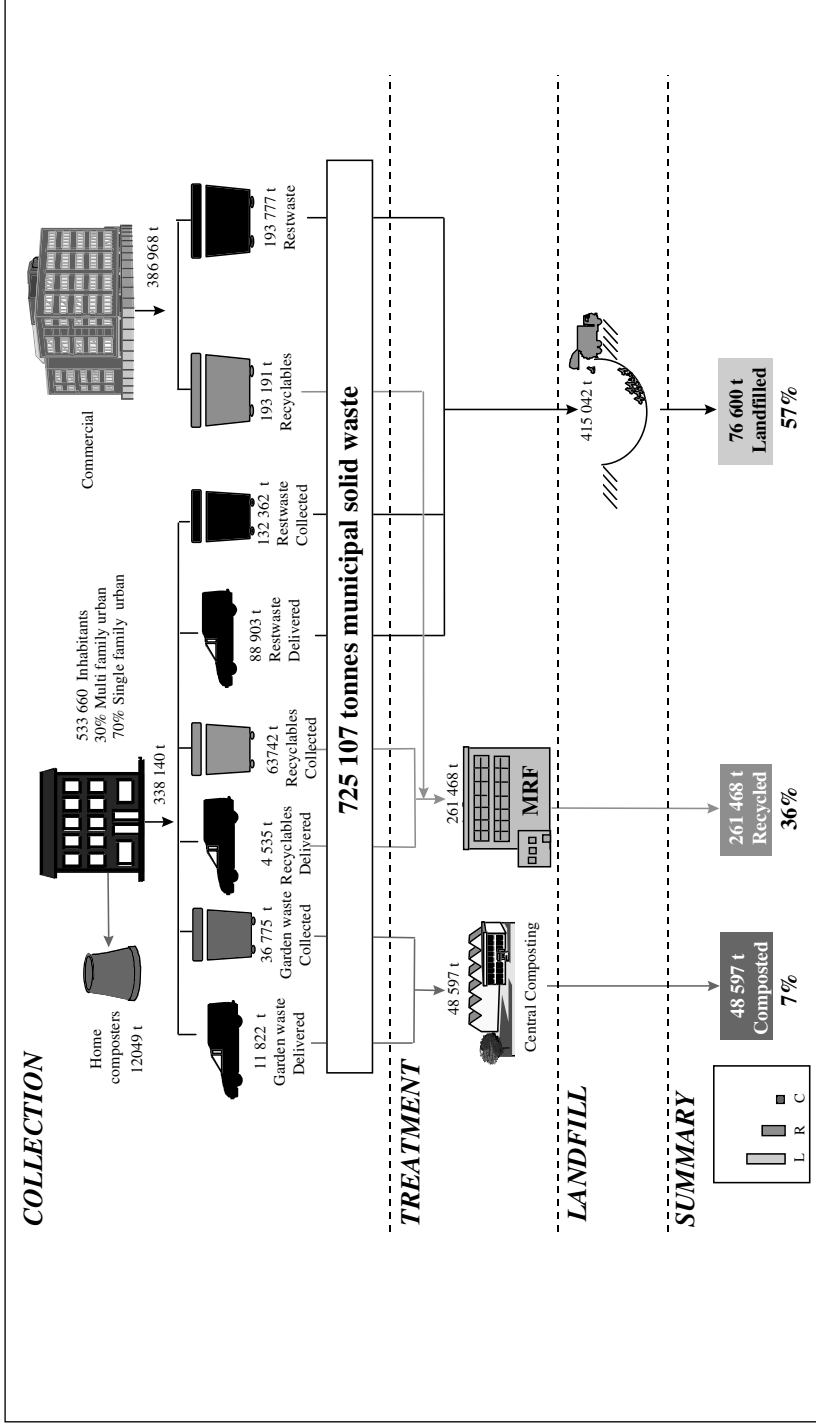 COLLECTION
Home
composters
12049 t
533 660 Inhabitants
30% Multi family urban
70% Single family urban
338 140 t
Commercial
386 968 t
11 822 t
Garden waste
Delivered
36 775 t
Garden waste
Collected
4 535 t
Recyclables
Delivered
63742 t
Recyclables
Collected
88 903 t
Restwaste
Delivered
132 362 t
Restwaste
Collected
193 191 t
Recyclables
193 777 t
Restwaste
725 107 tonnes municipal solid waste
TREATMENT
48 597 t
Central Composting
261 468 t
MRF
LANDFILL
415 042 t
SUMMARY
L R C
48 597 t
Composted
7%
261 468 t
Recycled
36%
76 600 t
Landfilled
57%